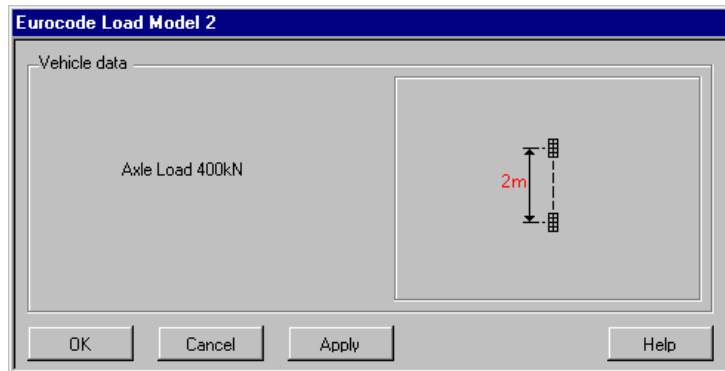 Eurocode Load Model 2
Vehicle data
Axle Load 400kN
2m
OK
Cancel
Apply
Help